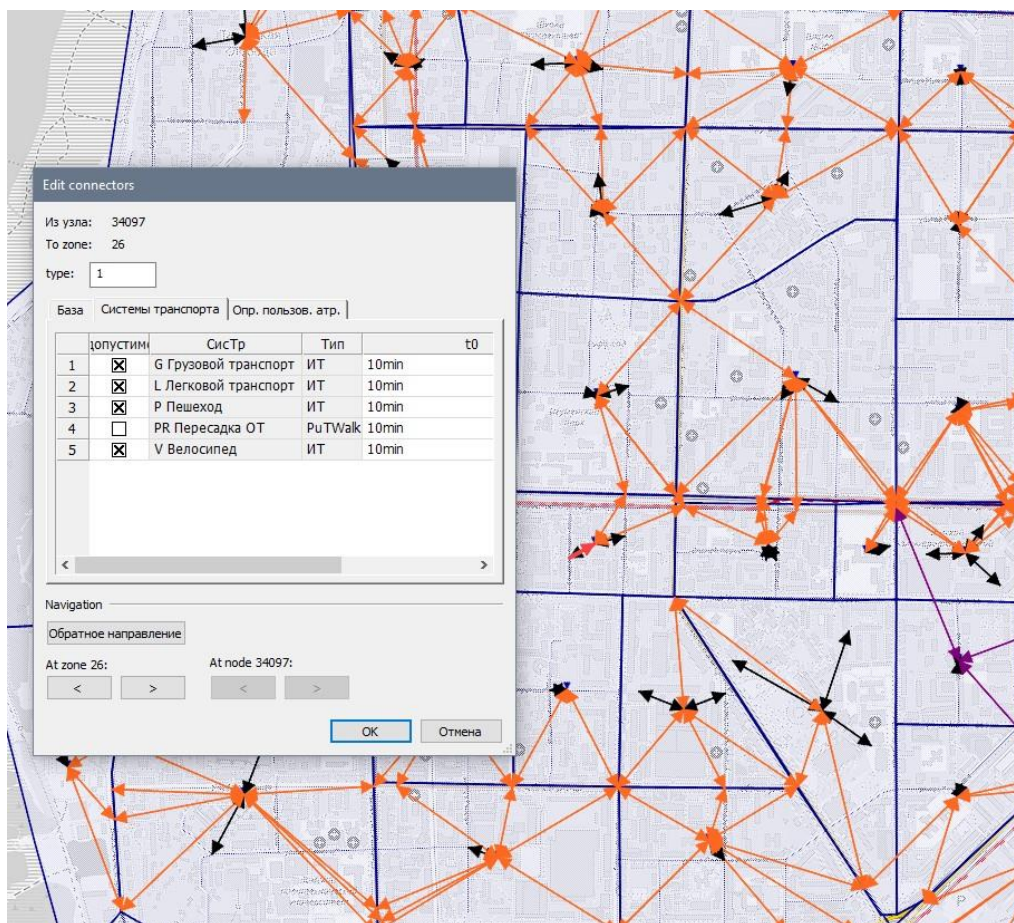 Edit connectors
Из узла: 34097
To zone: 26
type: 1
База Системы транспорта Опр. пользов. атр.
допустимо СисТр Тип t0
1 G Грузовой транспорт ИТ 10min
2 L Легковой транспорт ИТ 10min
3 P Пешеход ИТ 10min
4 PR Пересадка ОТ PuTWalk 10min
5 V Велосипед ИТ 10min
Navigation
Обратное направление
At zone 26: At node 34097:
< > < >
OK Отмена
P